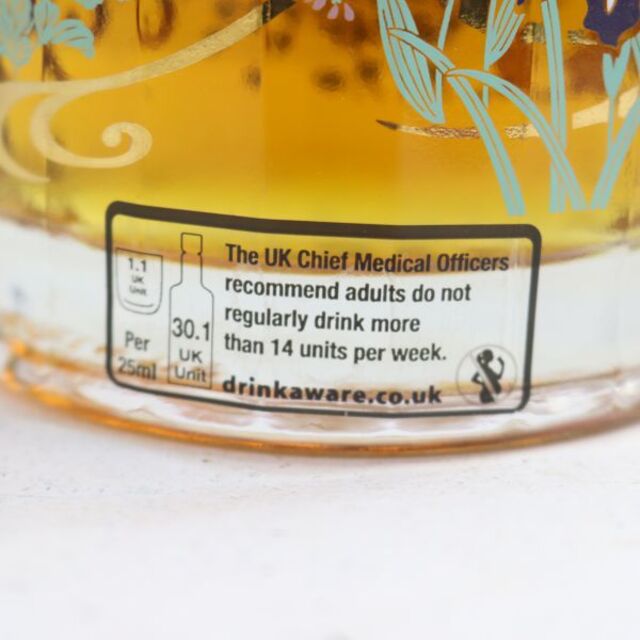 1.1
UK
Unit
Per
25ml
30.1
UK
Unit
The UK Chief Medical Officers
recommend adults do not
regularly drink more
than 14 units per week.
drinkaware.co.uk